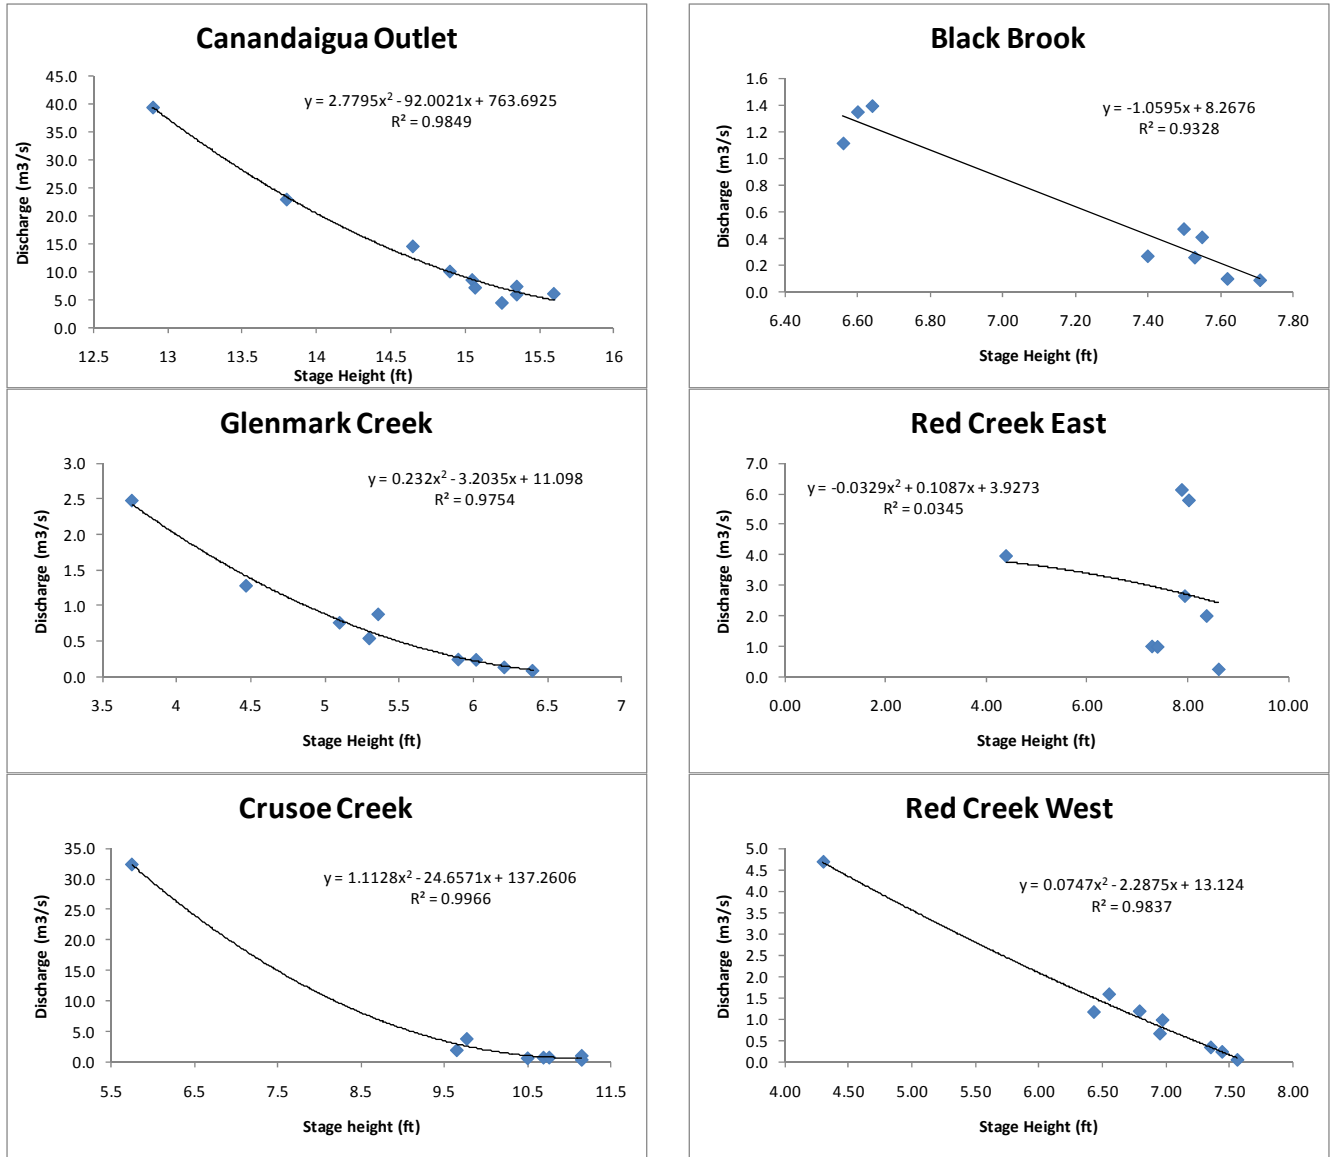 Canandaigua Outlet
Discharge (m3/s)
45.0
40.0
35.0
30.0
25.0
20.0
15.0
10.0
5.0
0.0
y = 2.7795x² - 92.0021x + 763.6925
R² = 0.9849
12.5 13 13.5 14 14.5 15 15.5 16
Stage Height (ft)
Black Brook
Discharge (m3/s)
1.6
1.4
1.2
1.0
0.8
0.6
0.4
0.2
0.0
y = -1.0595x + 8.2676
R² = 0.9328
6.40 6.60 6.80 7.00 7.20 7.40 7.60 7.80
Stage Height (ft)
Glenmark Creek
Discharge (m3/s)
3.0
2.5
2.0
1.5
1.0
0.5
0.0
y = 0.232x² - 3.2035x + 11.098
R² = 0.9754
3.5 4 4.5 5 5.5 6 6.5 7
Stage Height (ft)
Red Creek East
Discharge (m3/s)
7.0
6.0
5.0
4.0
3.0
2.0
1.0
0.0
y = -0.0329x² + 0.1087x + 3.9273
R² = 0.0345
0.00 2.00 4.00 6.00 8.00 10.00
Stage Height (ft)
Crusoe Creek
Discharge (m3/s)
35.0
30.0
25.0
20.0
15.0
10.0
5.0
0.0
y = 1.1128x² - 24.6571x + 137.2606
R² = 0.9966
5.5 6.5 7.5 8.5 9.5 10.5 11.5
Stage height (ft)
Red Creek West
Discharge (m3/s)
5.0
4.5
4.0
3.5
3.0
2.5
2.0
1.5
1.0
0.5
0.0
y = 0.0747x² - 2.2875x + 13.124
R² = 0.9837
4.00 4.50 5.00 5.50 6.00 6.50 7.00 7.50 8.00
Stage Height (ft)